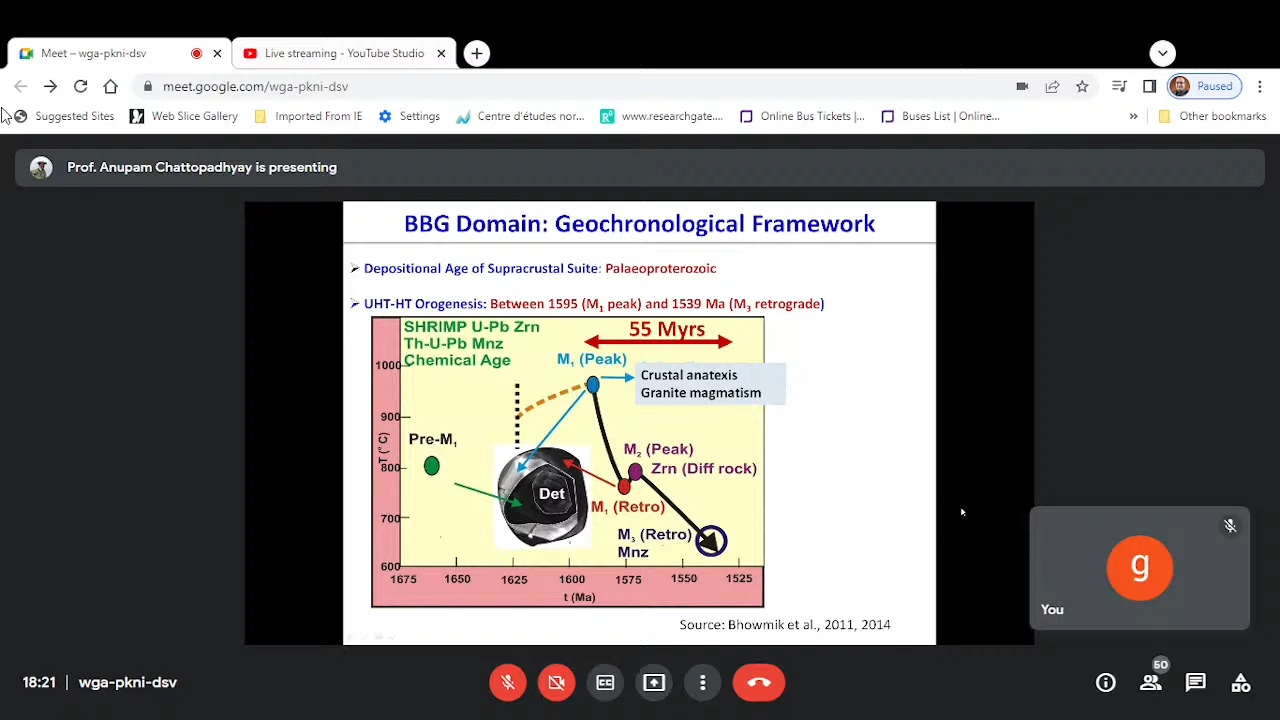 Meet – wga-pkni-dsv
Live streaming - YouTube Studio
meet.google.com/wga-pkni-dsv
Paused
Suggested Sites
Web Slice Gallery
Imported From IE
Settings
Centre d'études nor...
www.researchgate....
Online Bus Tickets |...
Buses List | Online...
»
Other bookmarks
Prof. Anupam Chattopadhyay is presenting
BBG Domain: Geochronological Framework
➢ Depositional Age of Supracrustal Suite: Palaeoproterozoic
➢ UHT-HT Orogenesis: Between 1595 (M₁ peak) and 1539 Ma (M₃ retrograde)
SHRIMP U-Pb Zrn
Th-U-Pb Mnz
Chemical Age
55 Myrs
M₁ (Peak)
Crustal anatexis
Granite magmatism
1000
900
800
700
600
T (°C)
Pre-M₁
M₂ (Peak)
Zrn (Diff rock)
Det
M₁ (Retro)
M₃ (Retro)
Mnz
1675 1650 1625 1600 1575 1550 1525
t (Ma)
Source: Bhowmik et al., 2011, 2014
g
You
18:21 | wga-pkni-dsv
CC
50